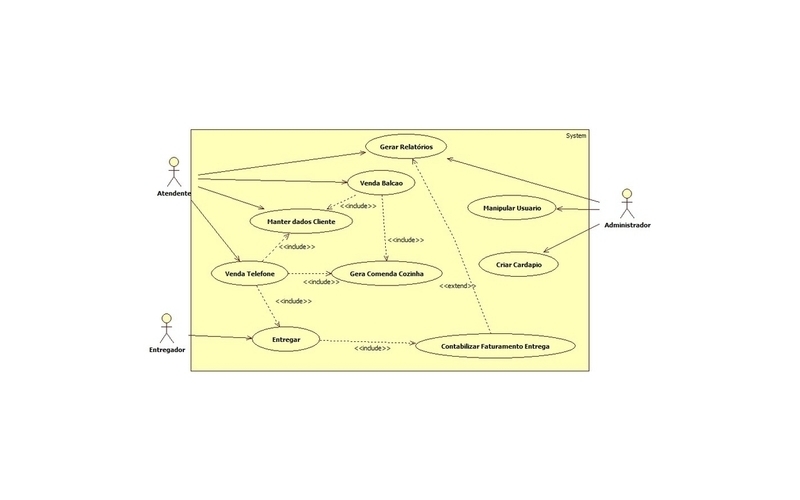 System
Gerar Relatórios
Venda Balcao
Atendente
<<include>>
Manipular Usuario
Manter dados Cliente
Administrador
<<include>>
<<include>>
Criar Cardapio
Venda Telefone
Gera Comenda Cozinha
<<include>>
<<extend>>
<<include>>
Entregar
Entregador
<<include>>
Contabilizar Faturamento Entrega